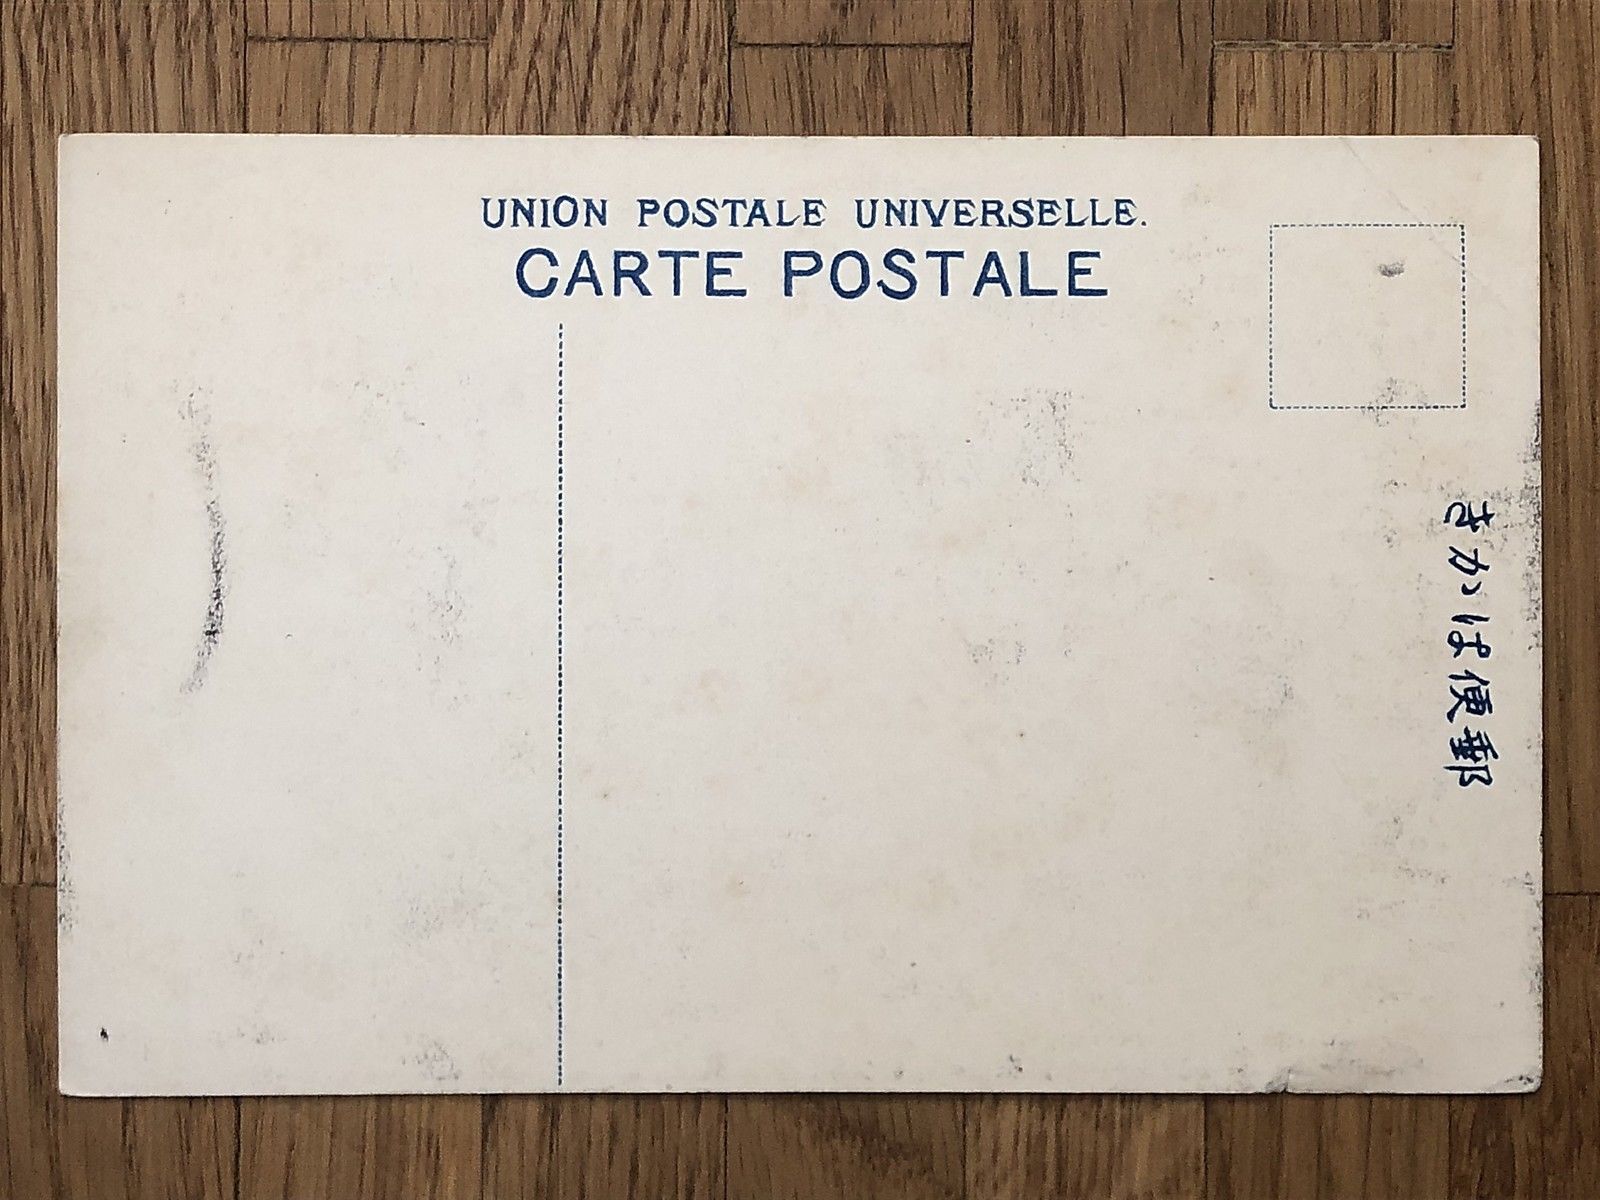 UNION POSTALE UNIVERSELLE.
CARTE POSTALE
郵便はかき